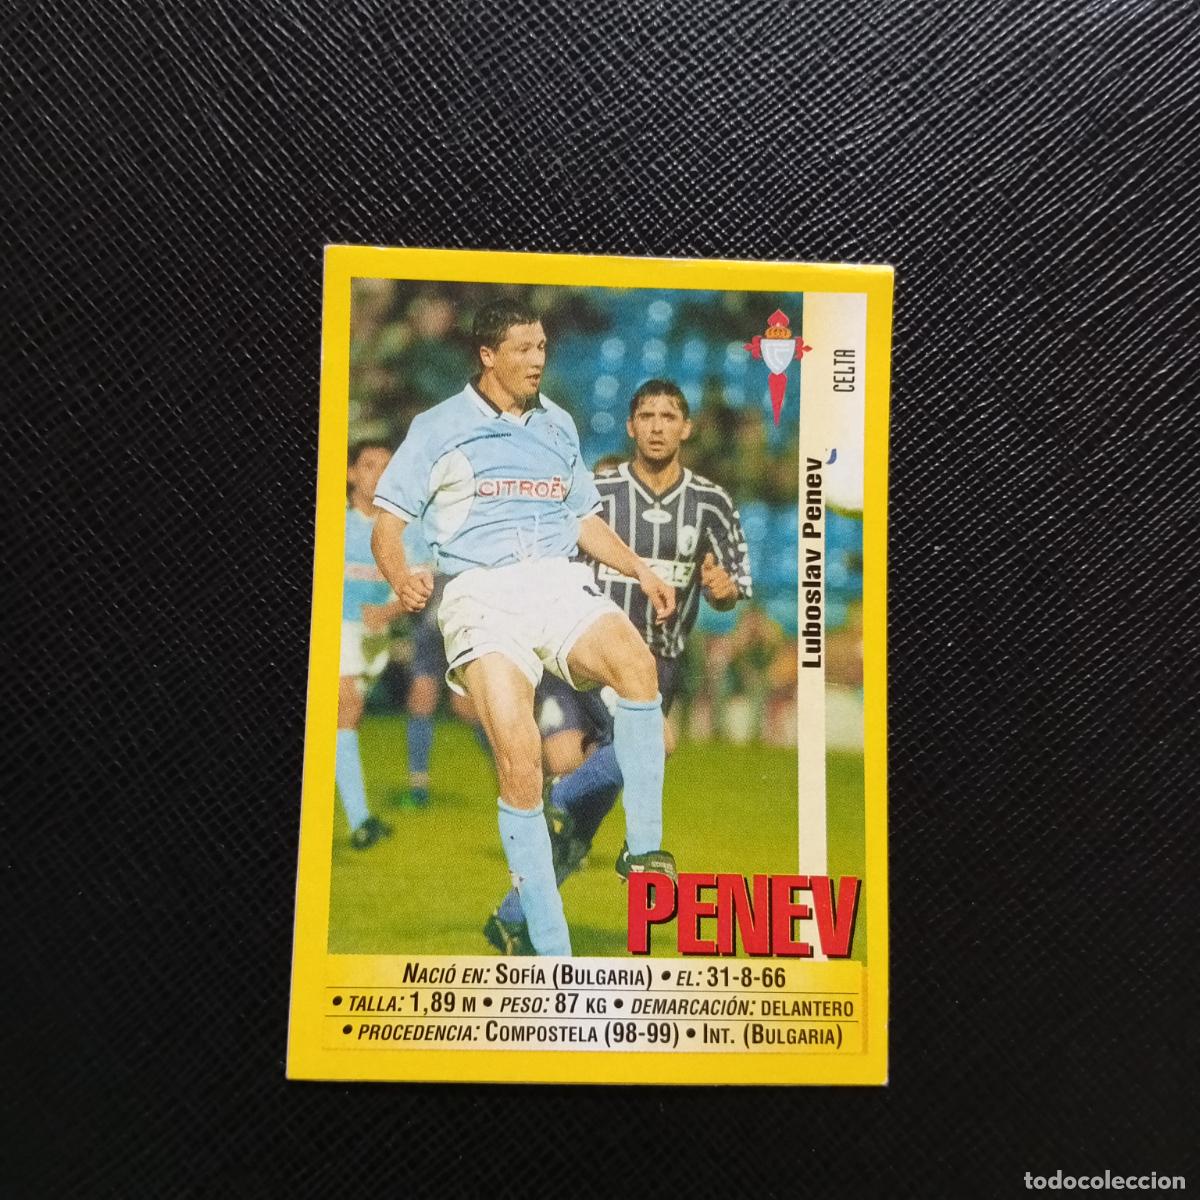 CELTA
Luboslav Penev
UMBRO
CITROËN
PENEV
NACIÓ EN: SOFÍA (BULGARIA) • EL: 31-8-66
• TALLA: 1,89 M • PESO: 87 KG • DEMARCACIÓN: DELANTERO
• PROCEDENCIA: COMPOSTELA (98-99) • INT. (BULGARIA)
todocoleccion